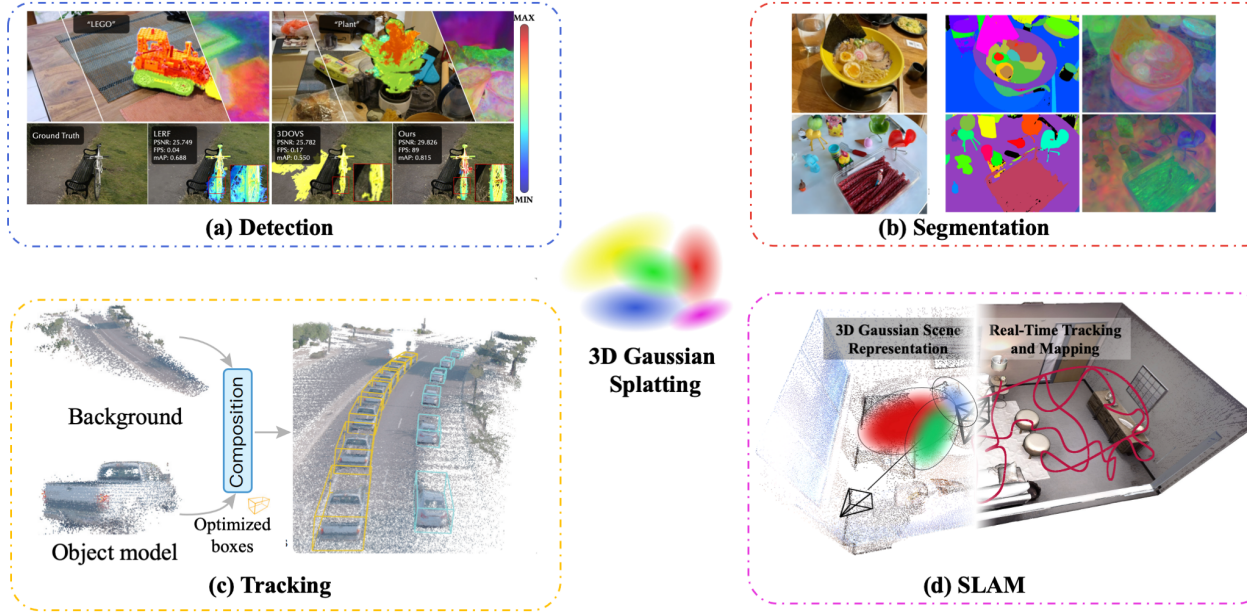 "LEGO"
"Plant"
MAX
Ground Truth
LERF
PSNR: 25.749
FPS: 0.04
mAP: 0.688
3DOVS
PSNR: 25.782
FPS: 0.17
mAP: 0.550
Ours
PSNR: 29.826
FPS: 89
mAP: 0.815
MIN
(a) Detection
(b) Segmentation
3D Gaussian
Splatting
Background
Composition
Object model
Optimized
boxes
(c) Tracking
3D Gaussian Scene
Representation
Real-Time Tracking
and Mapping
(d) SLAM